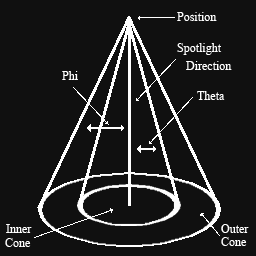 Position
Spotlight
Direction
Phi
Theta
Inner
Cone
Outer
Cone